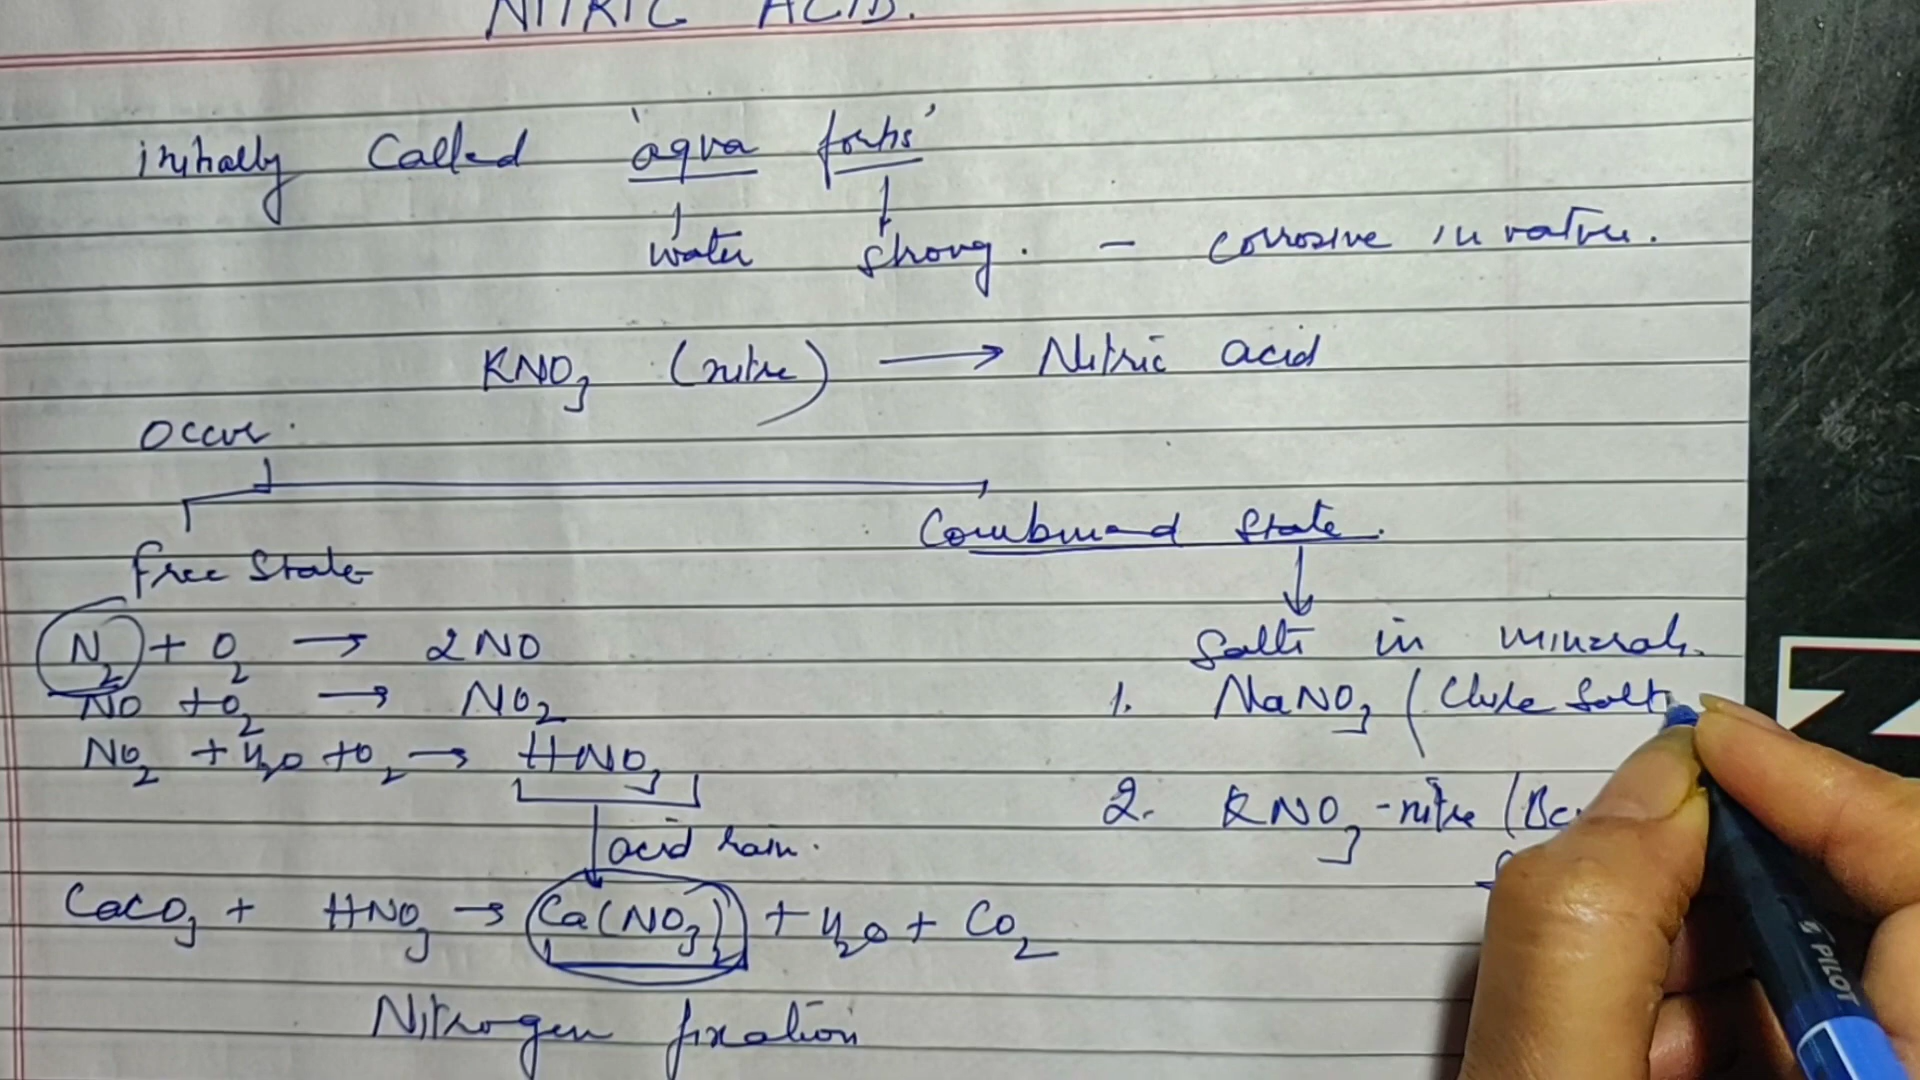 NITRIC ACID.
initially Called 'aqua fortis'
water strong. - corrosive in nature.
KNO3 (nitre) → Nitric acid
Occur.
Combined State.
free State
Salts in minerals.
N2 + O2 → 2NO
1. NaNO3 (Chile Salt
NO + O2 → NO2
NO2 + H2O + O2 → HNO3
2. KNO3 - nitre (Be
acid rain.
CaCO3 + HNO3 → Ca(NO3)2 + H2O + CO2
Nitrogen fixation
PILOT